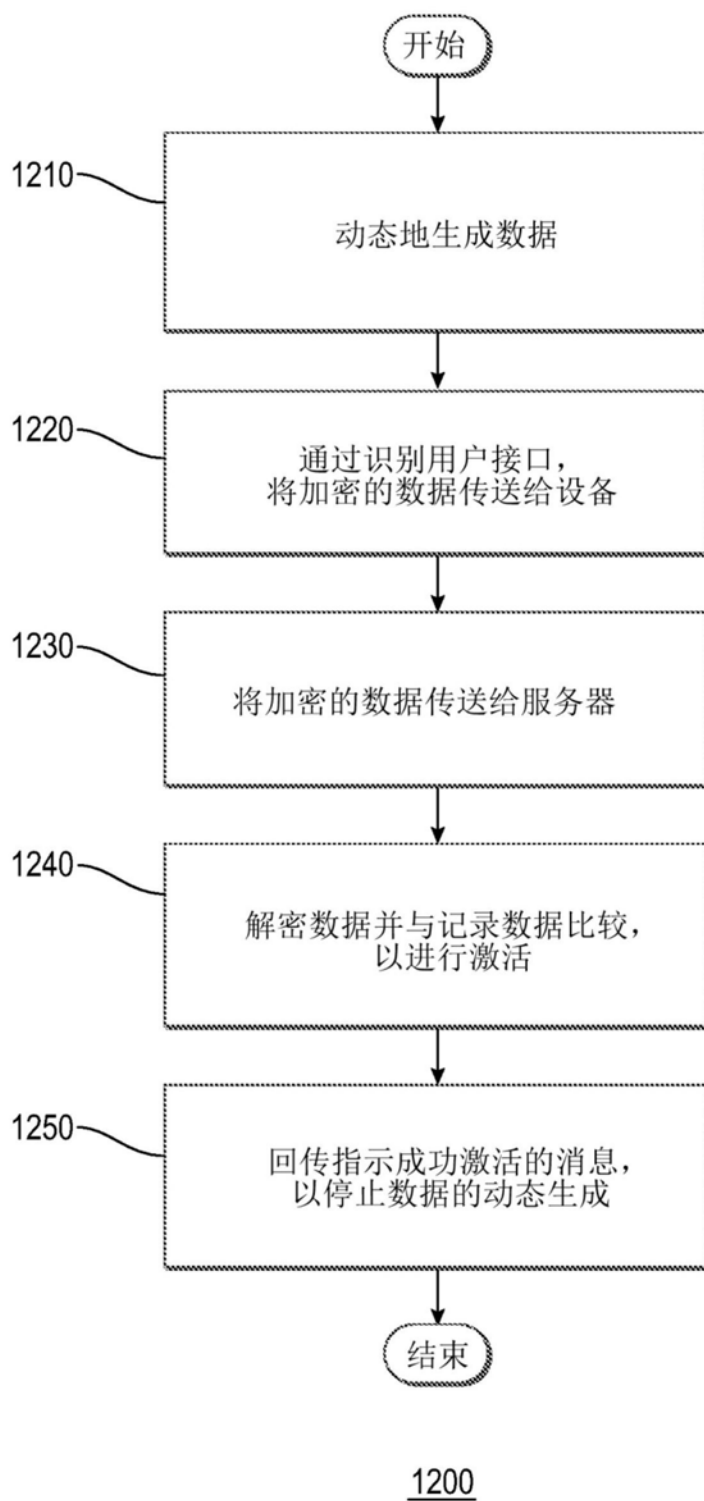 开始
1210
动态地生成数据
1220
通过识别用户接口,
将加密的数据传送给设备
1230
将加密的数据传送给服务器
1240
解密数据并与记录数据比较,
以进行激活
1250
回传指示成功激活的消息,
以停止数据的动态生成
结束
1200